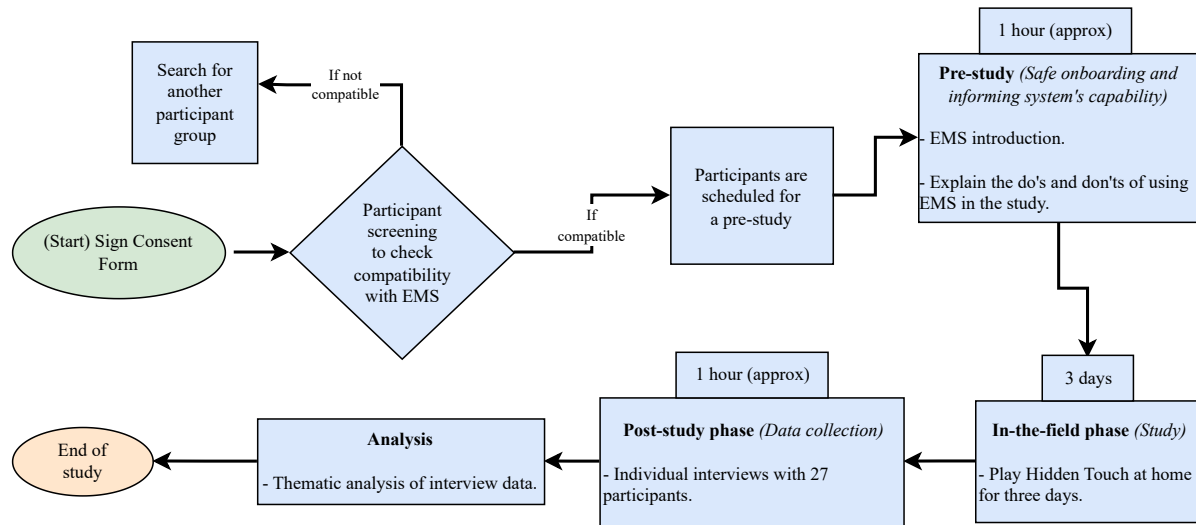 (Start) Sign Consent
Form
Participant
screening
to check
compatibility
with EMS
If not
compatible
Search for
another
participant
group
If
compatible
Participants are
scheduled for
a pre-study
1 hour (approx)
Pre-study (Safe onboarding and
informing system's capability)
- EMS introduction.
- Explain the do's and don'ts of using
EMS in the study.
3 days
In-the-field phase (Study)
- Play Hidden Touch at home
for three days.
1 hour (approx)
Post-study phase (Data collection)
- Individual interviews with 27
participants.
Analysis
- Thematic analysis of interview data.
End of
study